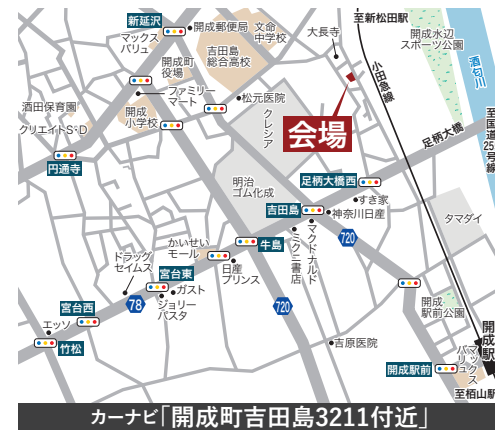 至新松田駅
新延沢
開成郵便局
文命
中学校
大長寺
開成水辺
スポーツ公園
酒匂川
マックス
バリュ
吉田島
総合高校
小田急線
開成町
役場
ファミリー
マート
松元医院
酒田保育園
開成
小学校
クリエイトS・D
クレシア
会場
足柄大橋
至国道255号線
円通寺
明治
ゴム化成
足柄大橋西
すき家
吉田島
神奈川日産
タマダイ
マクドナルド
ミクニ書店
720
かいせい
モール
牛島
ドラッグ
セイムス
日産
プリンス
宮台東
ガスト
ジョリー
パスタ
78
720
宮台西
エッソ
竹松
吉原医院
開成
駅前公園
開成駅
マックス
バリュ
開成駅前
至栢山駅
カーナビ「開成町吉田島3211付近」